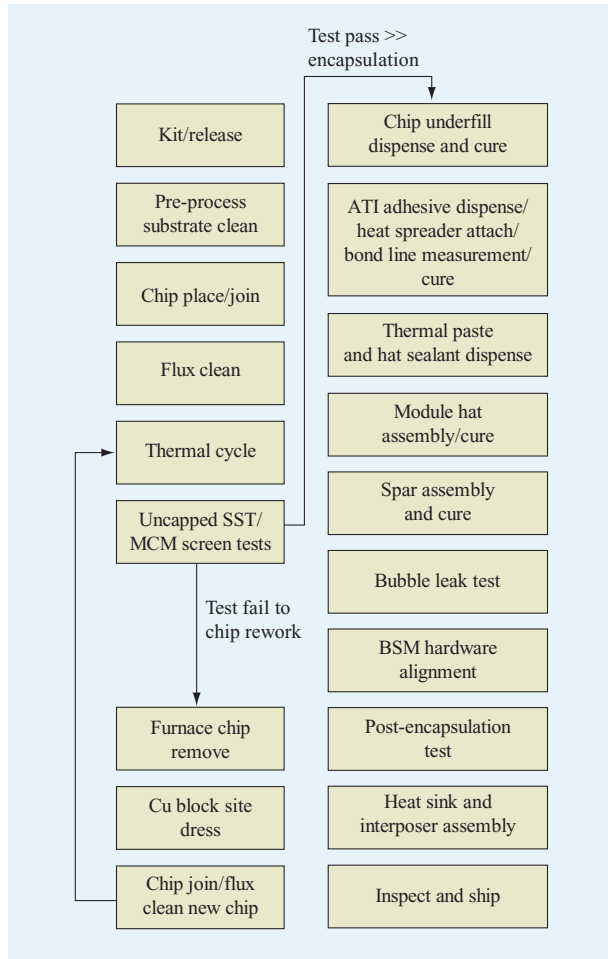 Test pass >>
encapsulation
Kit/release
Pre-process
substrate clean
Chip place/join
Flux clean
Thermal cycle
Uncapped SST/
MCM screen tests
Test fail to
chip rework
Furnace chip
remove
Cu block site
dress
Chip join/flux
clean new chip
Chip underfill
dispense and cure
ATI adhesive dispense/
heat spreader attach/
bond line measurement/
cure
Thermal paste
and hat sealant dispense
Module hat
assembly/cure
Spar assembly
and cure
Bubble leak test
BSM hardware
alignment
Post-encapsulation
test
Heat sink and
interposer assembly
Inspect and ship